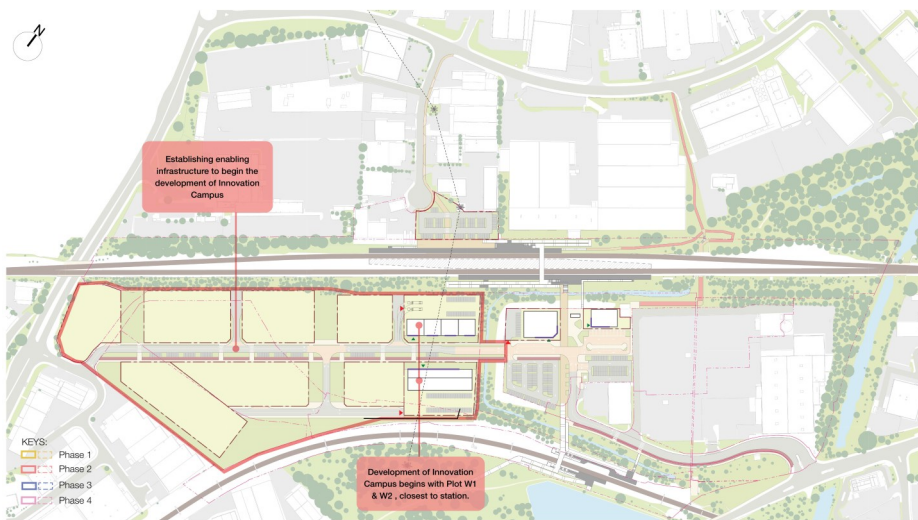 N
Establishing enabling
infrastructure to begin the
development of Innovation
Campus
KEYS:
Phase 1
Phase 2
Phase 3
Phase 4
Development of Innovation
Campus begins with Plot W1
& W2 , closest to station.